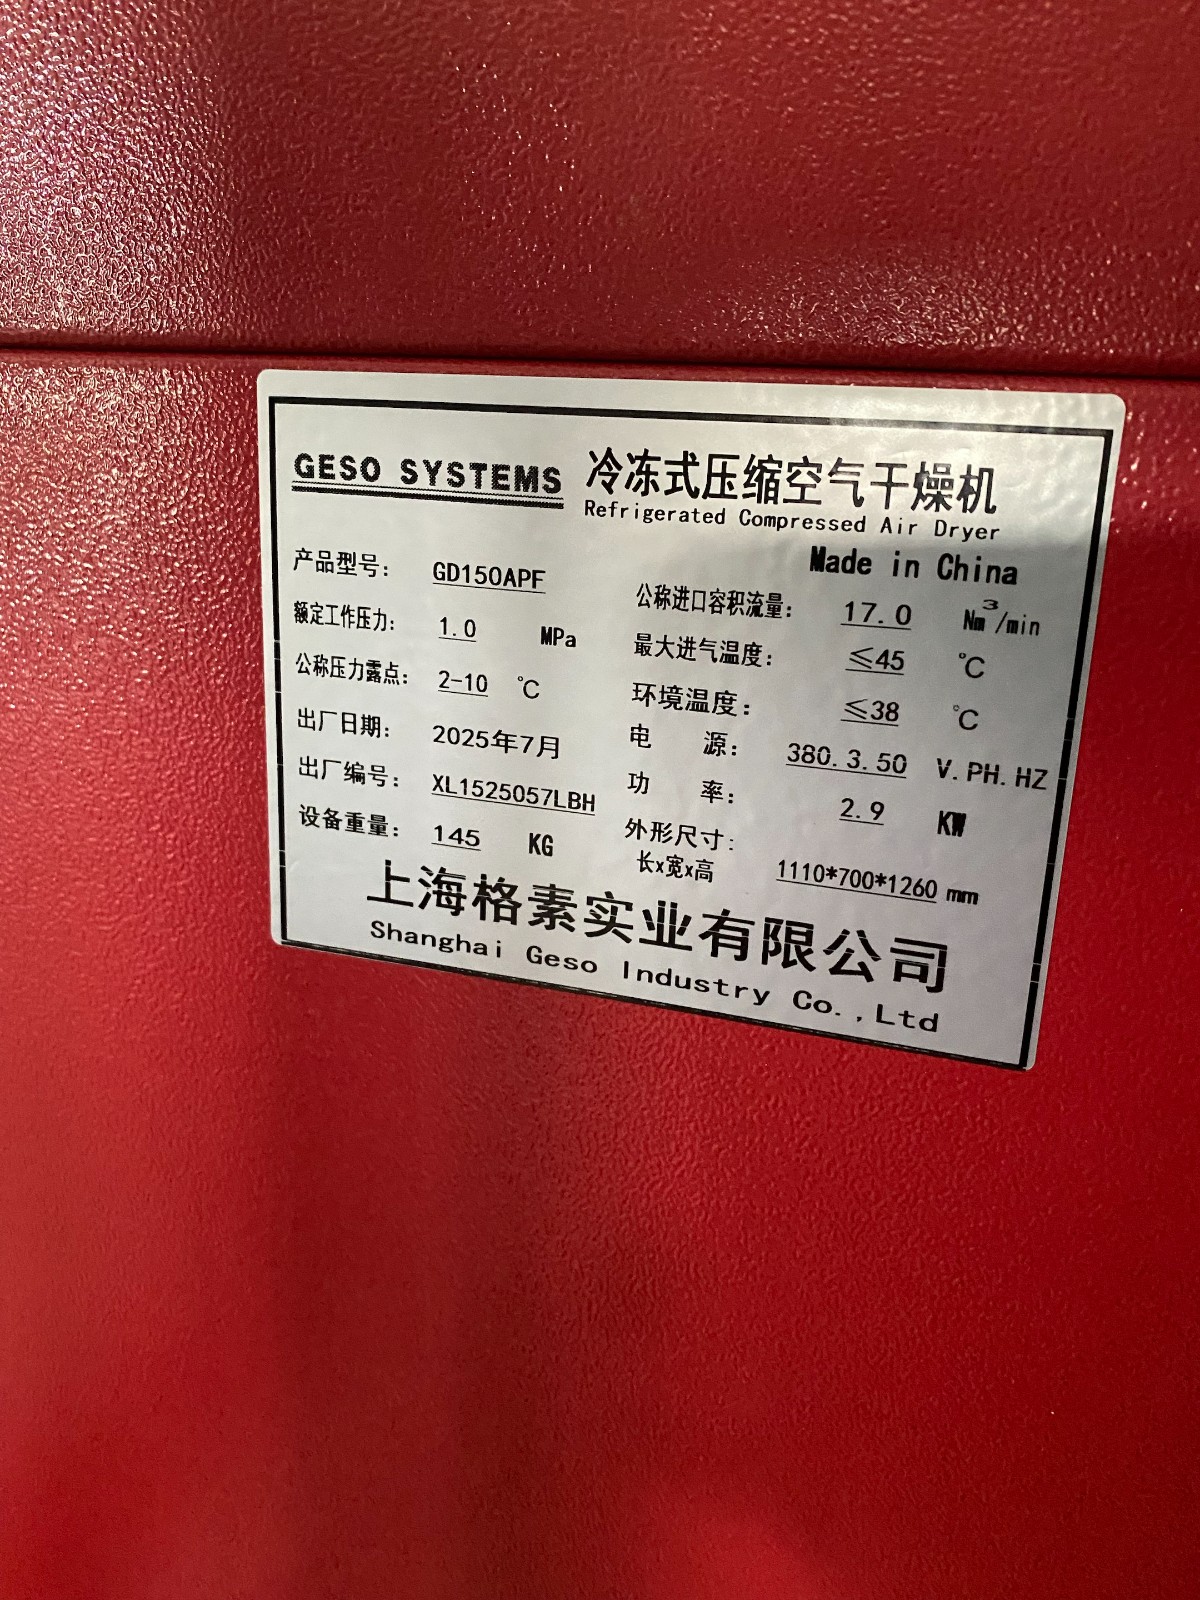 GESO SYSTEMS 冷冻式压缩空气干燥机
Refrigerated Compressed Air Dryer
Made in China
产品型号: GD150APF
额定工作压力: 1.0 MPa
公称压力露点: 2-10 ℃
出厂日期: 2025年7月
出厂编号: XL1525057LBH
设备重量: 145 KG
公称进口容积流量: 17.0 Nm³/min
最大进气温度: ≤45 ℃
环境温度: ≤38 ℃
电 源: 380.3.50 V.PH.HZ
功 率: 2.9 KW
外形尺寸:
长x宽x高 1110*700*1260 mm
上海格素实业有限公司
Shanghai Geso Industry Co.,Ltd